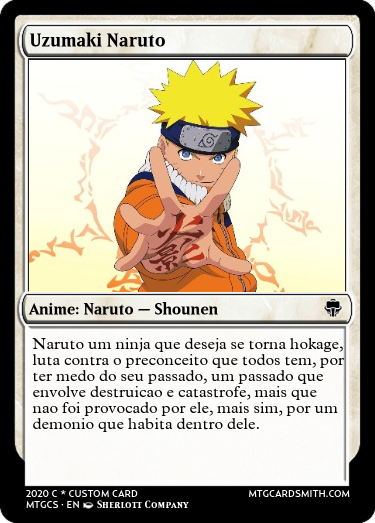 Uzumaki Naruto
火影
Anime: Naruto — Shounen
Naruto um ninja que deseja se torna hokage,
luta contra o preconceito que todos tem, por
ter medo do seu passado, um passado que
envolve destruicao e catastrofe, mais que
nao foi provocado por ele, mais sim, por um
demonio que habita dentro dele.
2020 C * CUSTOM CARD
MTGCARDSMITH.COM
MTGCS · EN SHERLOTT COMPANY